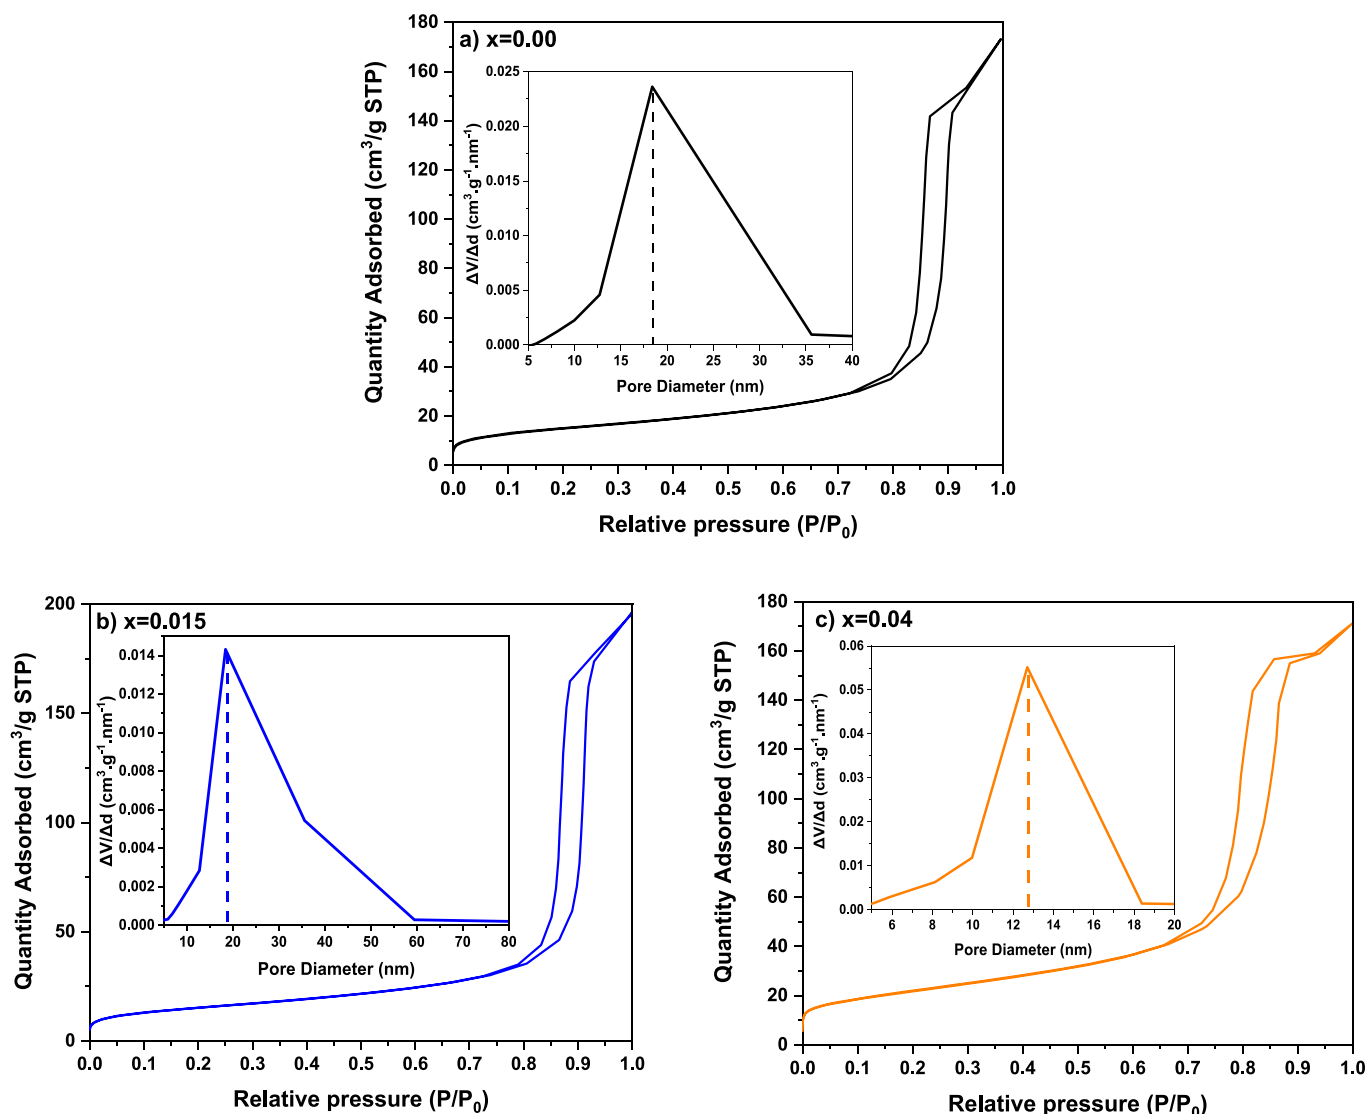 a) x=0.00
Quantity Adsorbed (cm³/g STP)
180
160
140
120
100
80
60
40
20
0
0.0 0.1 0.2 0.3 0.4 0.5 0.6 0.7 0.8 0.9 1.0
Relative pressure (P/P₀)
ΔV/Δd (cm³.g⁻¹.nm⁻¹)
0.025
0.020
0.015
0.010
0.005
0.000
5 10 15 20 25 30 35 40
Pore Diameter (nm)
b) x=0.015
Quantity Adsorbed (cm³/g STP)
200
150
100
50
0
0.0 0.1 0.2 0.3 0.4 0.5 0.6 0.7 0.8 0.9 1.0
Relative pressure (P/P₀)
ΔV/Δd (cm³.g⁻¹.nm⁻¹)
0.014
0.012
0.010
0.008
0.006
0.004
0.002
0.000
10 20 30 40 50 60 70 80
Pore Diameter (nm)
c) x=0.04
Quantity Adsorbed (cm³/g STP)
180
160
140
120
100
80
60
40
20
0
0.0 0.1 0.2 0.3 0.4 0.5 0.6 0.7 0.8 0.9 1.0
Relative pressure (P/P₀)
ΔV/Δd (cm³.g⁻¹.nm⁻¹)
0.06
0.05
0.04
0.03
0.02
0.01
0.00
6 8 10 12 14 16 18 20
Pore Diameter (nm)